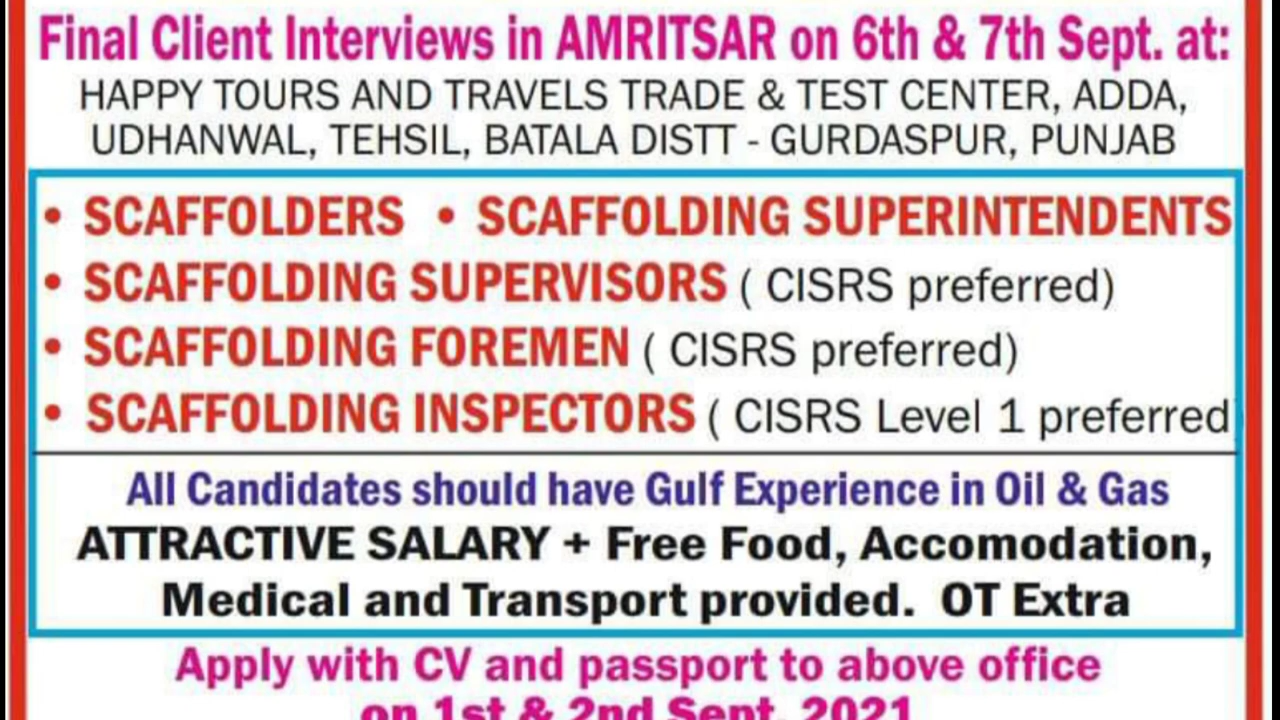 Final Client Interviews in AMRITSAR on 6th & 7th Sept. at:
HAPPY TOURS AND TRAVELS TRADE & TEST CENTER, ADDA,
UDHANWAL, TEHSIL, BATALA DISTT - GURDASPUR, PUNJAB
• SCAFFOLDERS • SCAFFOLDING SUPERINTENDENTS
• SCAFFOLDING SUPERVISORS ( CISRS preferred)
• SCAFFOLDING FOREMEN ( CISRS preferred)
• SCAFFOLDING INSPECTORS ( CISRS Level 1 preferred
All Candidates should have Gulf Experience in Oil & Gas
ATTRACTIVE SALARY + Free Food, Accomodation,
Medical and Transport provided. OT Extra
Apply with CV and passport to above office
on 1st & 2nd Sept. 2021